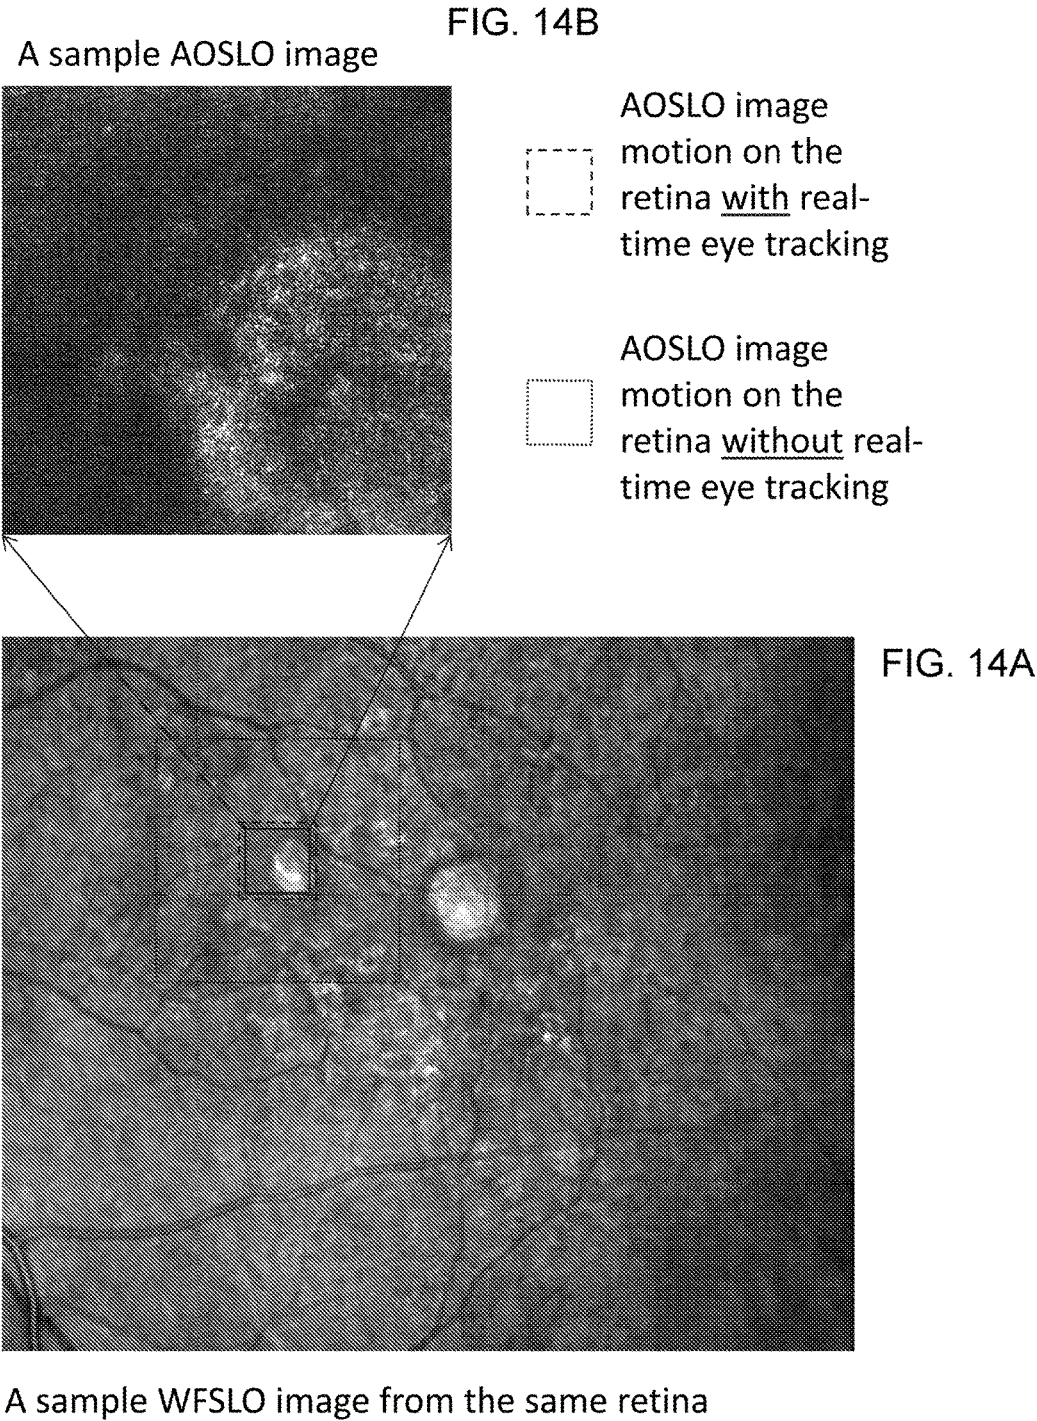 FIG. 14B
A sample AOSLO image
AOSLO image
motion on the
retina with real-
time eye tracking
AOSLO image
motion on the
retina without real-
time eye tracking
FIG. 14A
A sample WFSLO image from the same retina